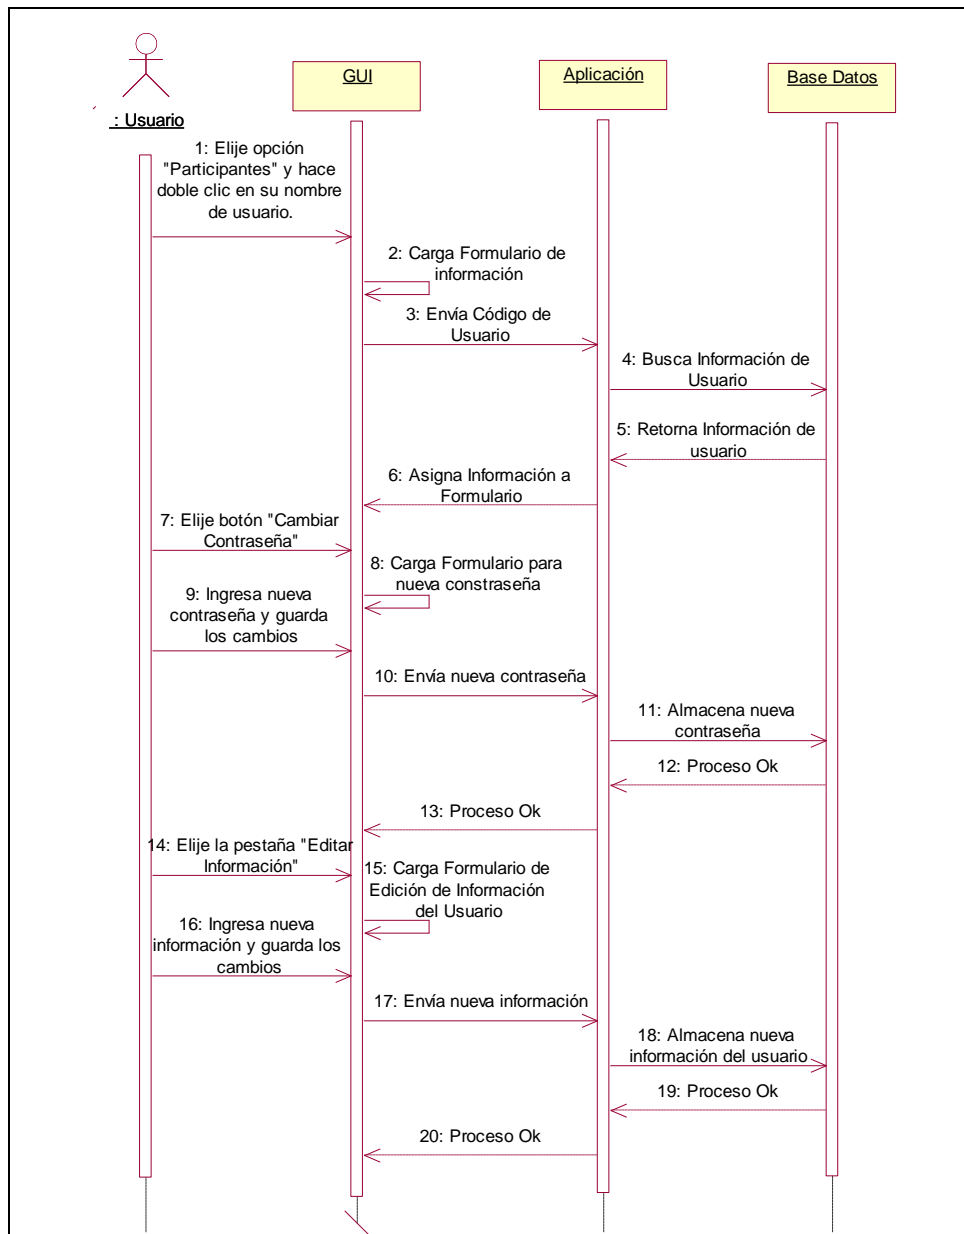 GUI
Aplicación
Base Datos
: Usuario
1: Elije opción
"Participantes" y hace
doble clic en su nombre
de usuario.
2: Carga Formulario de
información
3: Envía Código de
Usuario
4: Busca Información de
Usuario
5: Retorna Información de
usuario
6: Asigna Información a
Formulario
7: Elije botón "Cambiar
Contraseña"
8: Carga Formulario para
nueva constraseña
9: Ingresa nueva
contraseña y guarda
los cambios
10: Envía nueva contraseña
11: Almacena nueva
contraseña
12: Proceso Ok
13: Proceso Ok
14: Elije la pestaña "Editar
Información"
15: Carga Formulario de
Edición de Información
del Usuario
16: Ingresa nueva
información y guarda los
cambios
17: Envía nueva información
18: Almacena nueva
información del usuario
19: Proceso Ok
20: Proceso Ok